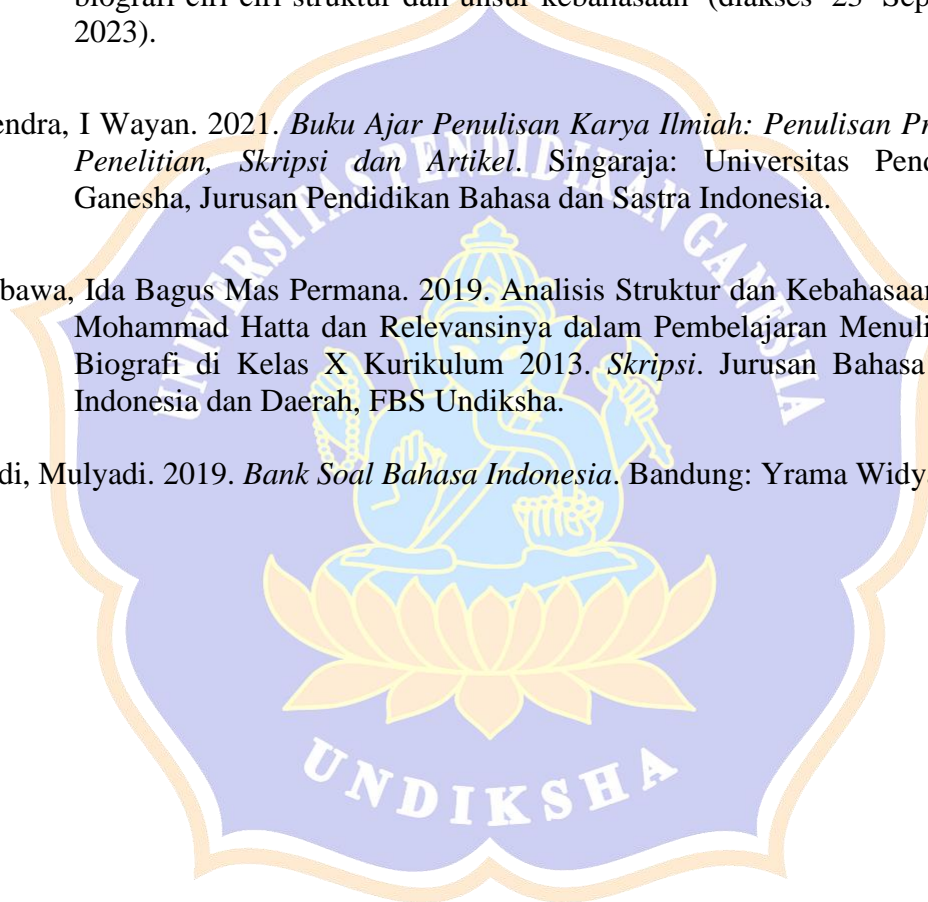 biografi ciri ciri struktur dan unsur kebahasaan (diakses 23 Sep
2023).
endra, I Wayan. 2021. Buku Ajar Penulisan Karya Ilmiah: Penulisan Pr
Penelitian, Skripsi dan Artikel. Singaraja: Universitas Pend
Ganesha, Jurusan Pendidikan Bahasa dan Sastra Indonesia.
bawa, Ida Bagus Mas Permana. 2019. Analisis Struktur dan Kebahasaan
Mohammad Hatta dan Relevansinya dalam Pembelajaran Menuli
Biografi di Kelas X Kurikulum 2013. Skripsi. Jurusan Bahasa
Indonesia dan Daerah, FBS Undiksha.
di, Mulyadi. 2019. Bank Soal Bahasa Indonesia. Bandung: Yrama Widy
UNIVERSITAS PENDIDIKAN GANESHA
UNDIKSHA